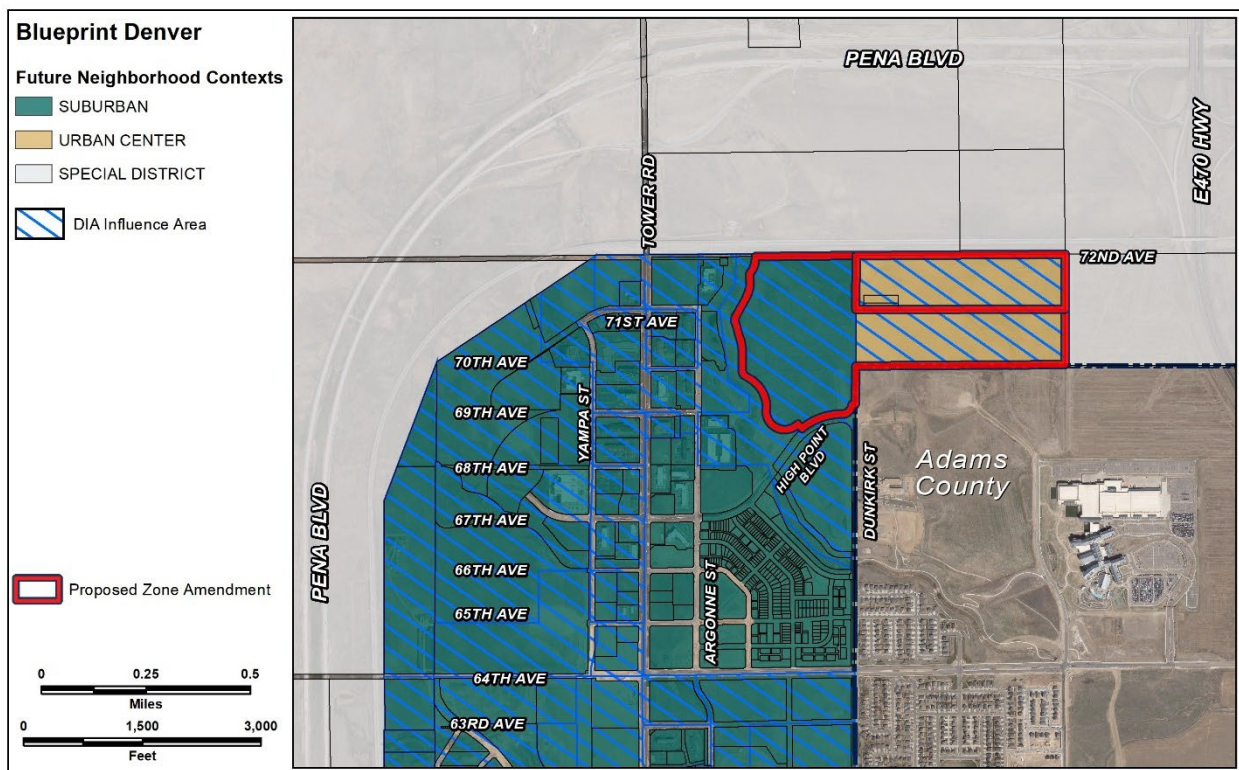 Blueprint Denver
Future Neighborhood Contexts
SUBURBAN
URBAN CENTER
SPECIAL DISTRICT
DIA Influence Area
Proposed Zone Amendment
0 0.25 0.5
Miles
0 1,500 3,000
Feet
PENA BLVD
E470 HWY
TOWER RD
72ND AVE
71ST AVE
70TH AVE
69TH AVE
YAMPA ST
68TH AVE
HIGH POINT
BLVD
DUNKIRK ST
Adams
County
67TH AVE
PENA BLVD
66TH AVE
ARGONNE ST
65TH AVE
64TH AVE
63RD AVE